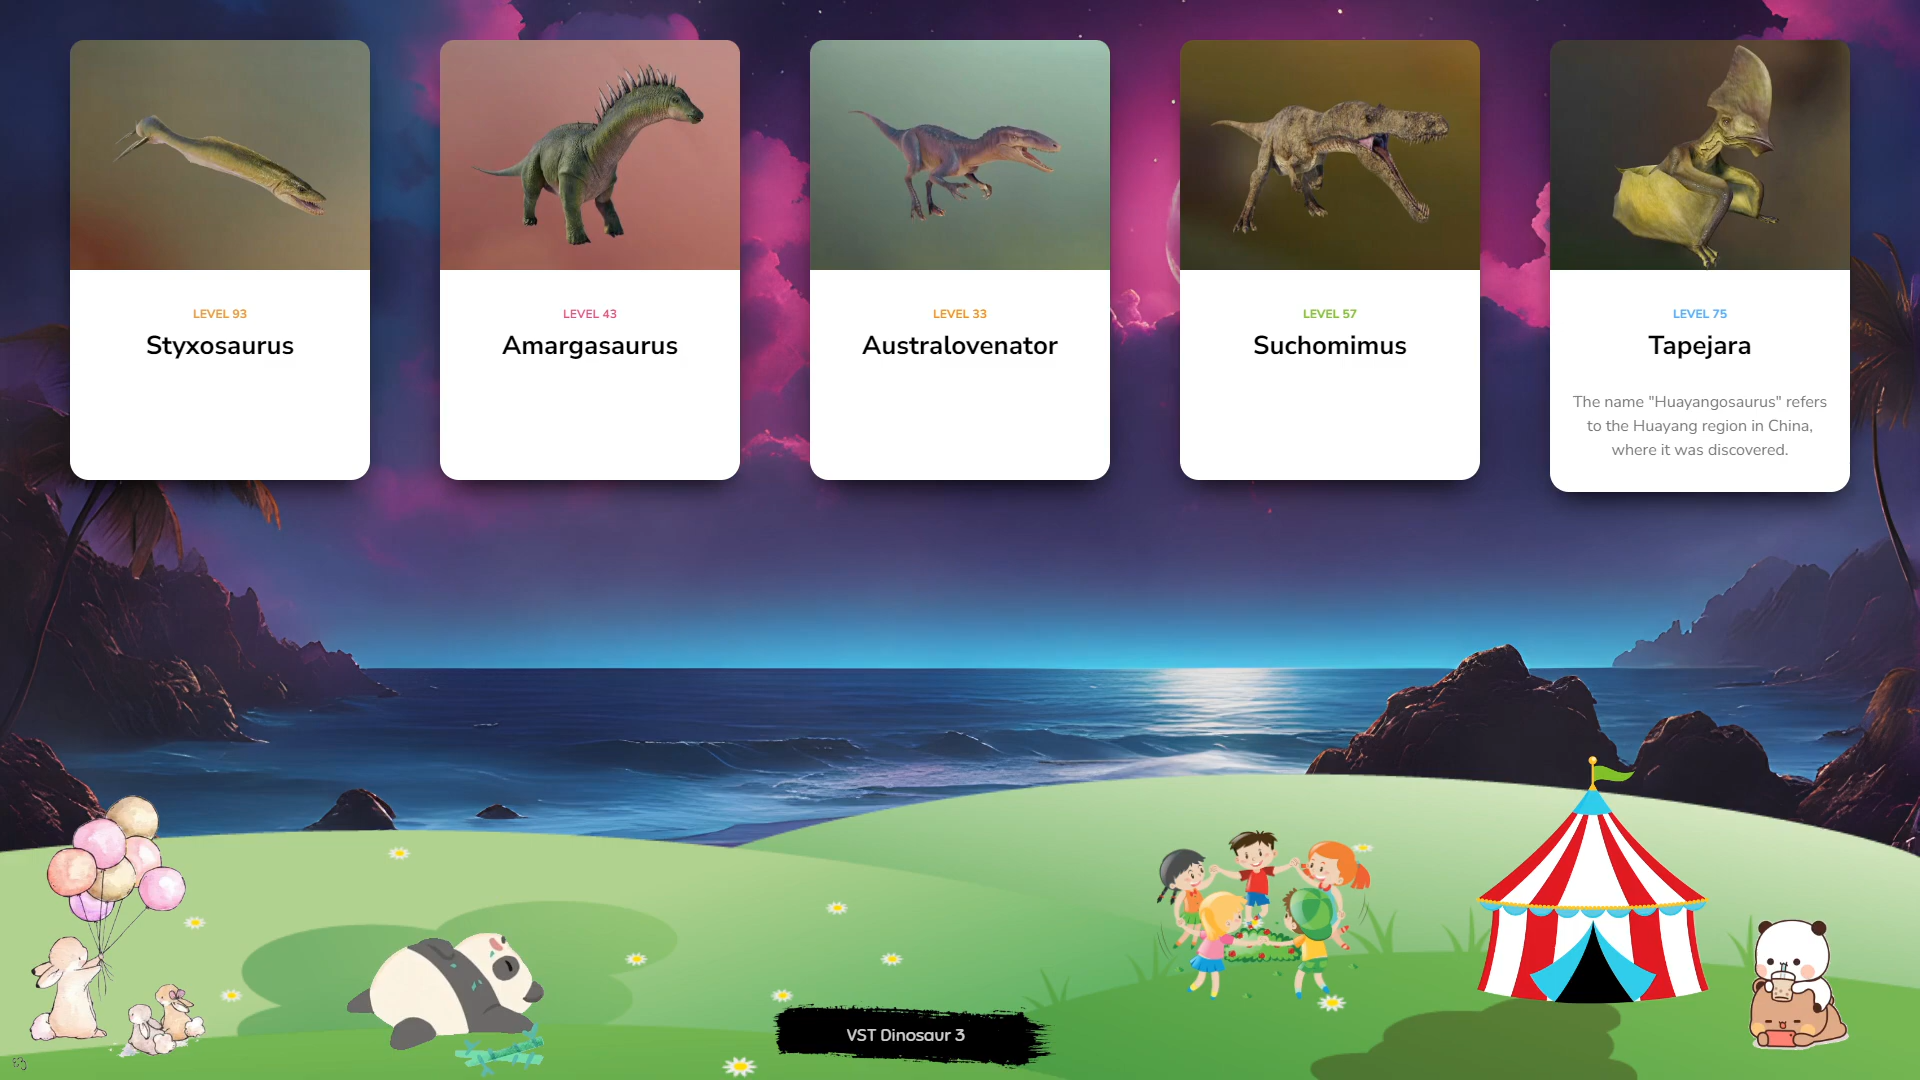 LEVEL 93
Styxosaurus
LEVEL 43
Amargasaurus
LEVEL 33
Australovenator
LEVEL 57
Suchomimus
LEVEL 75
Tapejara
The name "Huayangosaurus" refers
to the Huayang region in China,
where it was discovered.
VST Dinosaur 3